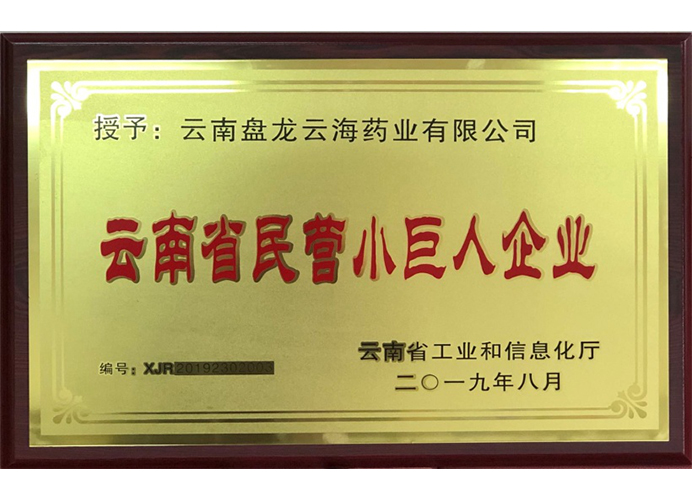 授予：云南盘龙云海药业有限公司
云南省民营小巨人企业
编号：XJR20192302003
云南省工业和信息化厅
二〇一九年八月